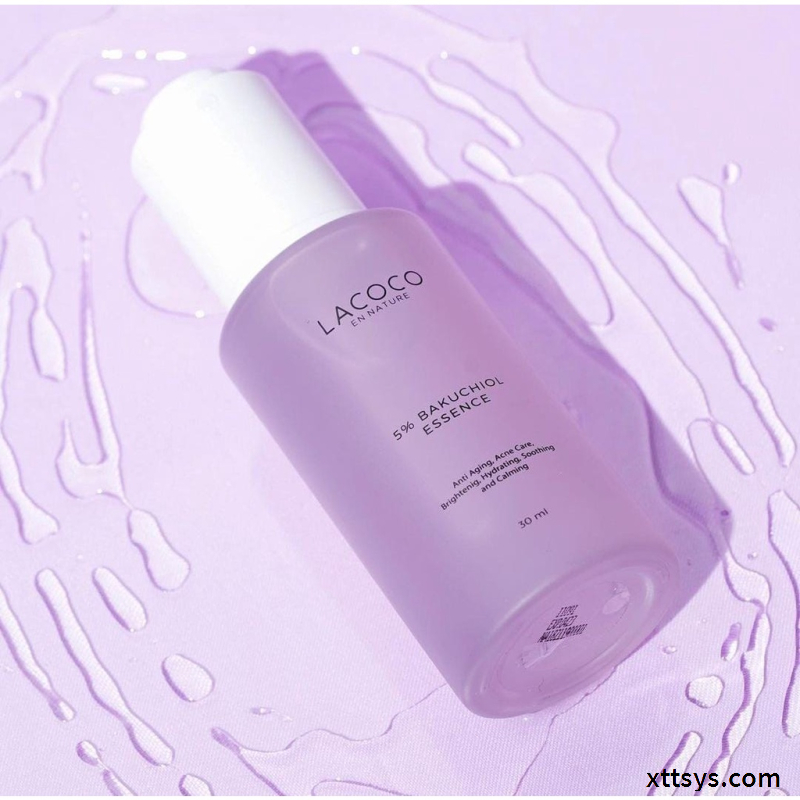 LACOCO
EN NATURE
5% BAKUCHIOL
ESSENCE
Anti Aging, Acne Care,
Brightenig, Hydrating, Soothing
and Calming
30 ml
xttsys.com